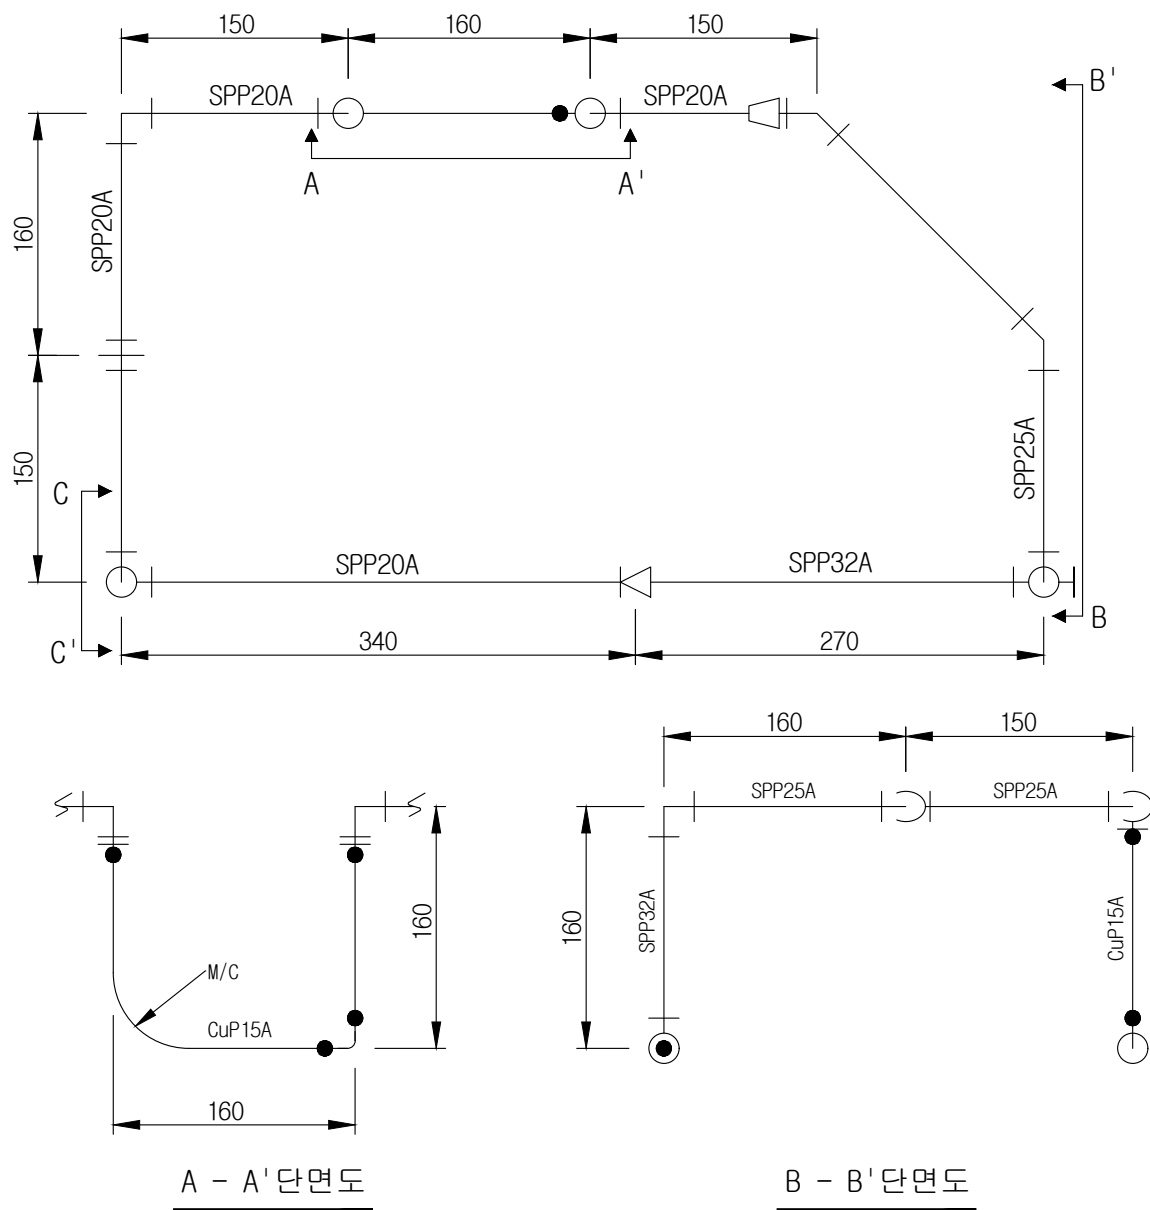 150 160 150
B'
SPP20A SPP20A
A A'
160
SPP20A
150
SPP25A
C
SPP20A SPP32A
B
C'
340 270
160 150
SPP25A SPP25A
160
160
SPP32A
CuP15A
M/C
CuP15A
160
A - A'단면도
B - B'단면도